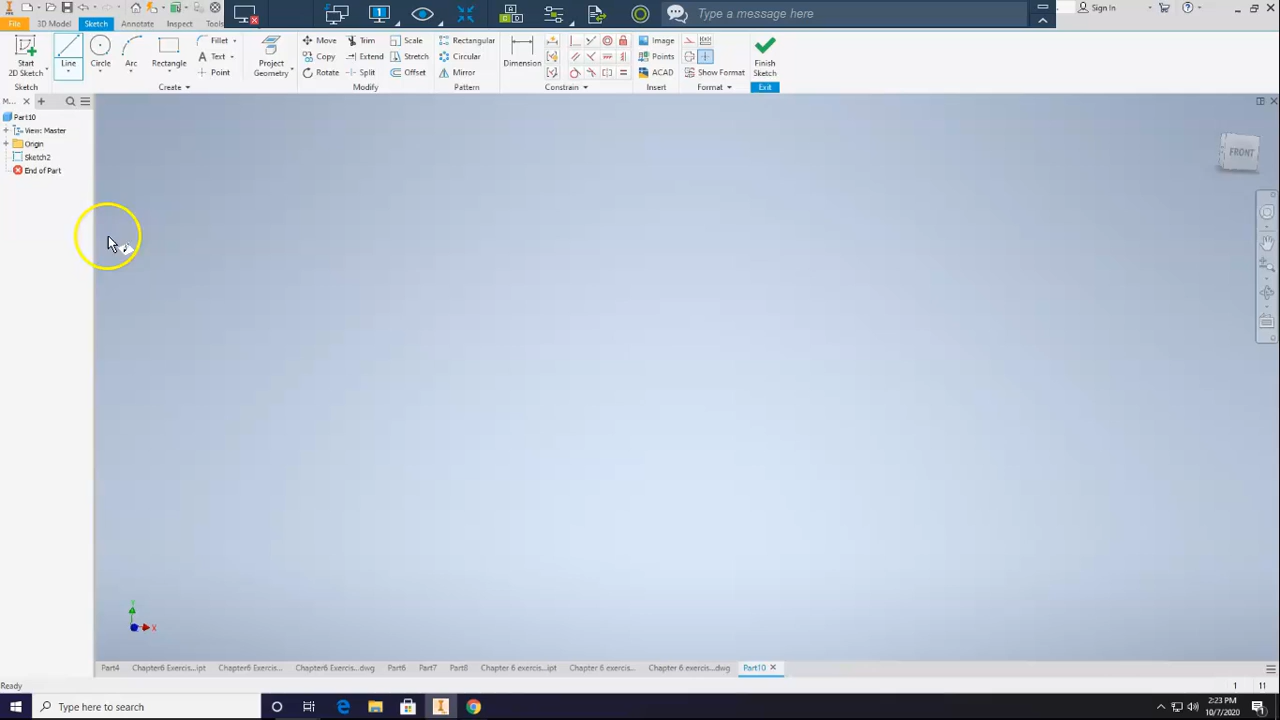 Type a message here
Sign In
File 3D Model Sketch Annotate Inspect Tools
Start 2D Sketch
Line
Circle
Arc
Rectangle
Fillet
Text
Point
Project Geometry
Move
Copy
Rotate
Trim
Extend
Split
Scale
Stretch
Offset
Rectangular
Circular
Mirror
Dimension
Image
Points
ACAD
Show Format
Finish Sketch
Sketch Create Modify Pattern Constrain Insert Format Exit
M...
Part10
View: Master
Origin
Sketch2
End of Part
FRONT
Y
X
Part4 Chapter6 Exercis...ipt Chapter6 Exercis... Chapter6 Exercis...dwg Part6 Part7 Part8 Chapter 6 exercis...ipt Chapter 6 exercis... Chapter 6 exercis...dwg Part10
Ready 1 11
Type here to search
2:23 PM
10/7/2020